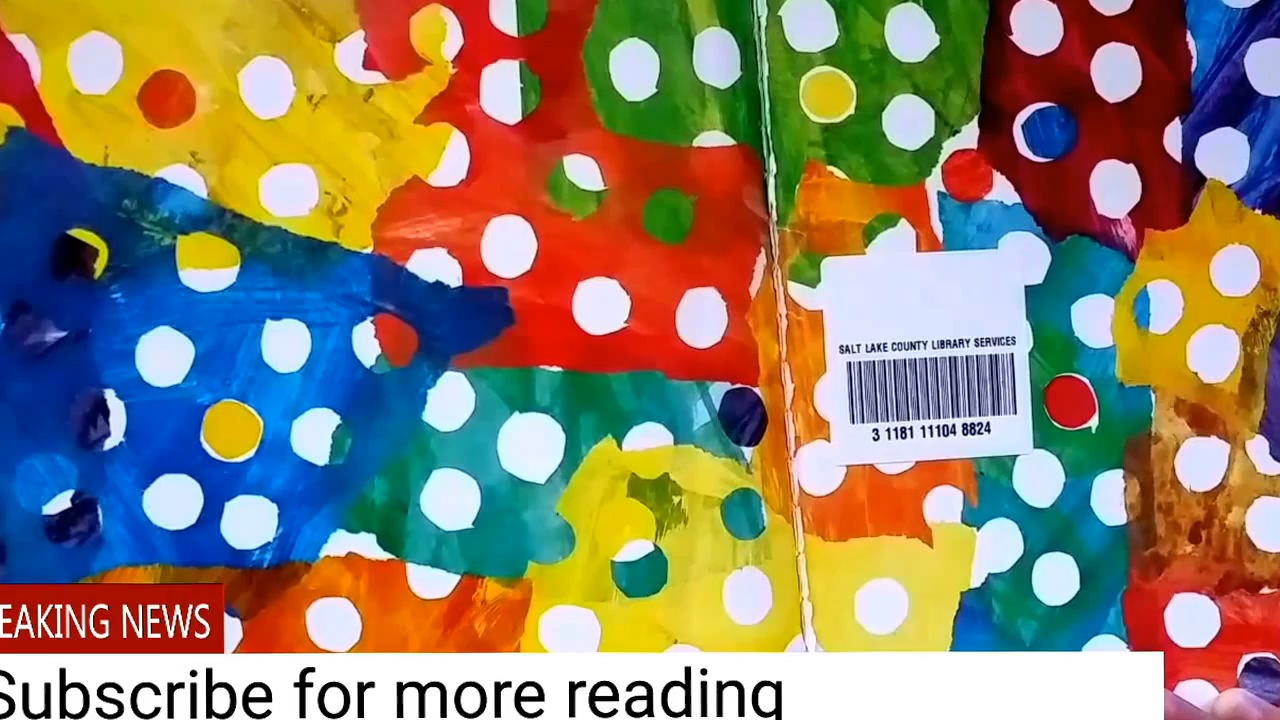 SALT LAKE COUNTY LIBRARY SERVICES
3 1181 11104 8824
EAKING NEWS
Subscribe for more reading